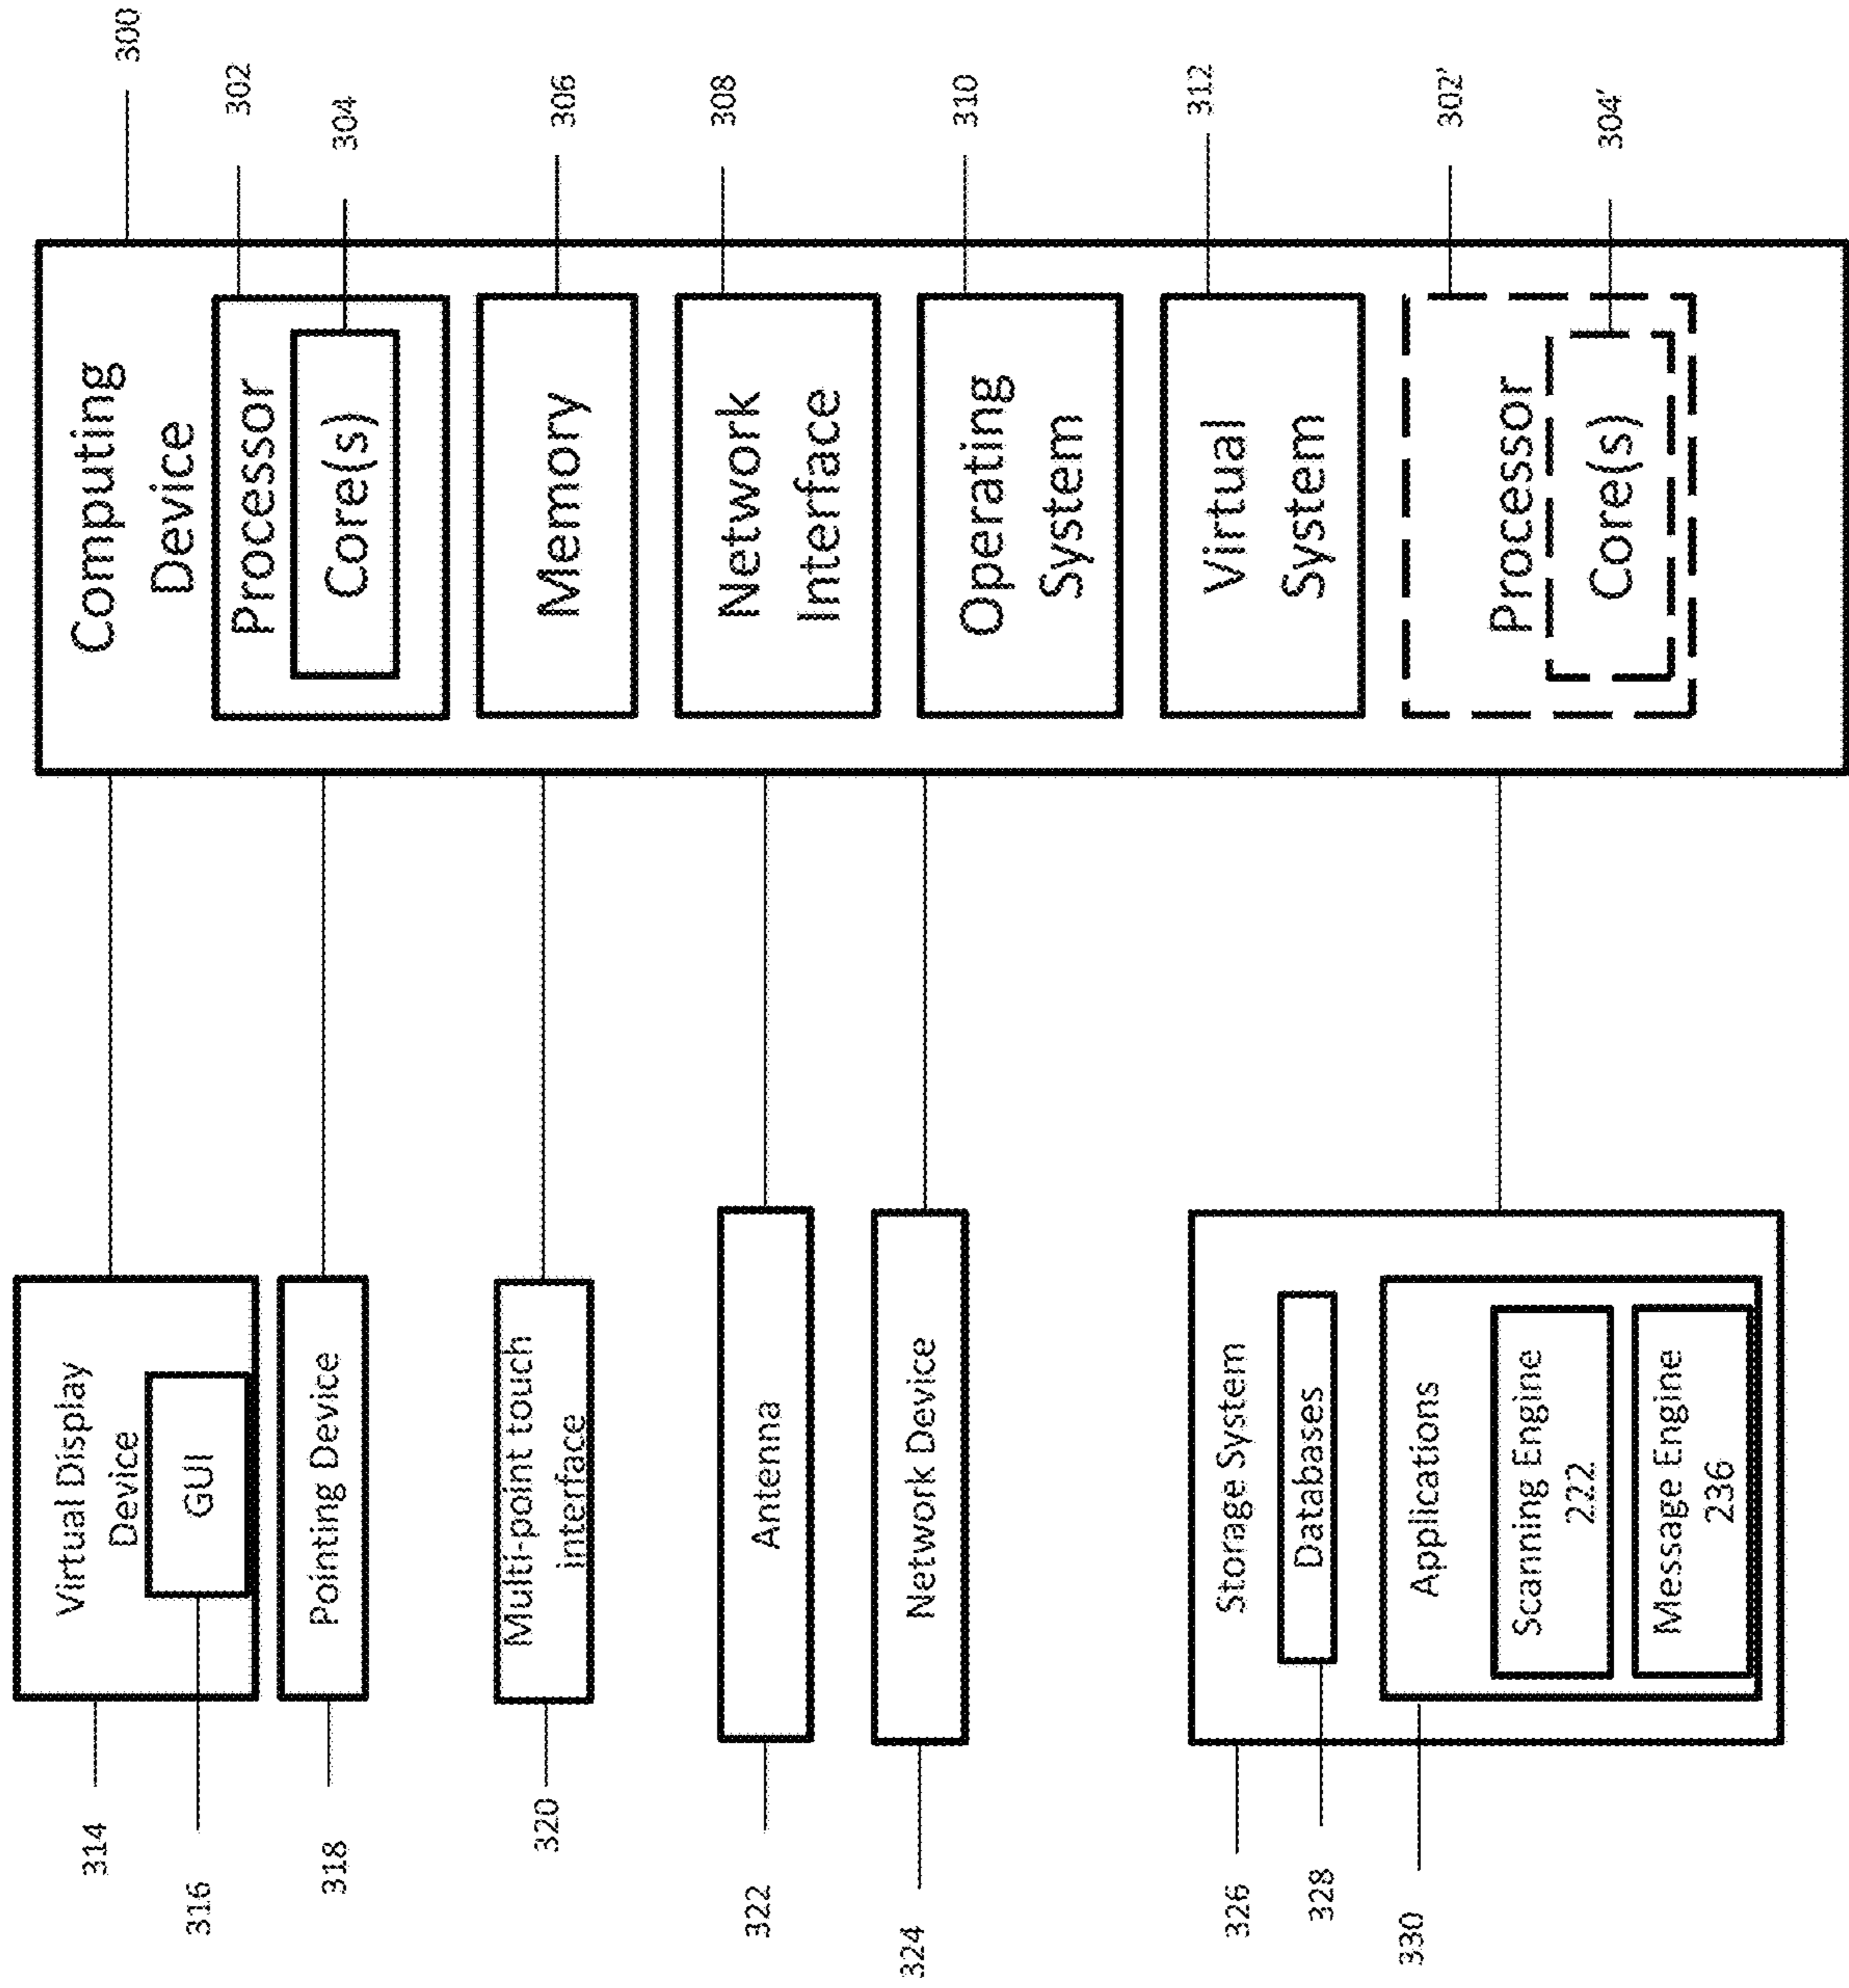 300
302
304
306
308
310
312
302'
304'
Computing
Device
Processor
Core(s)
Memory
Network
Interface
Operating
System
Virtual
System
Processor
Core(s)
Virtual Display
Device
GUI
Pointing Device
Multi-point touch
interface
Antenna
Network Device
Storage System
Databases
Applications
Scanning Engine
222
Message Engine
236
314
316
318
320
322
324
326
328
330